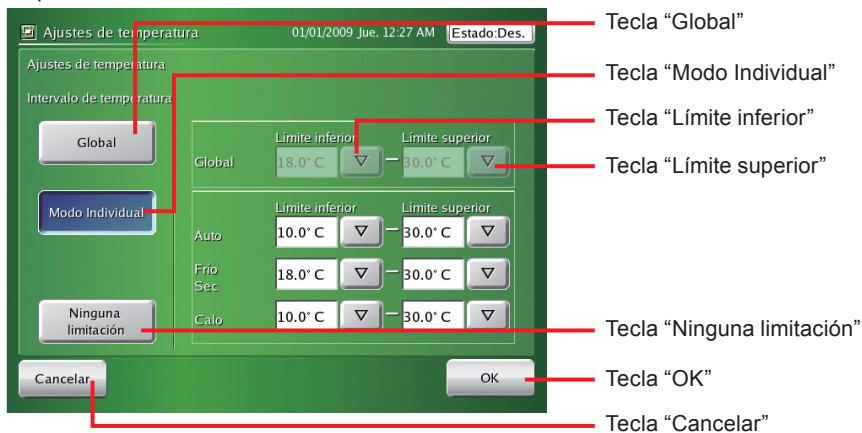 Ajustes de temperatura 01/01/2009 Jue. 12:27 AM Estado:Des.
Ajustes de temperatura
Intervalo de temperatura
Global
Límite inferior Límite superior
Global 18.0°C – 30.0°C
Modo Individual
Límite inferior Límite superior
Auto 10.0°C – 30.0°C
Frío
Sec
18.0°C – 30.0°C
Calo 10.0°C – 30.0°C
Ninguna
limitación
Cancelar OK
Tecla “Global”
Tecla “Modo Individual”
Tecla “Límite inferior”
Tecla “Límite superior”
Tecla “Ninguna limitación”
Tecla “OK”
Tecla “Cancelar”